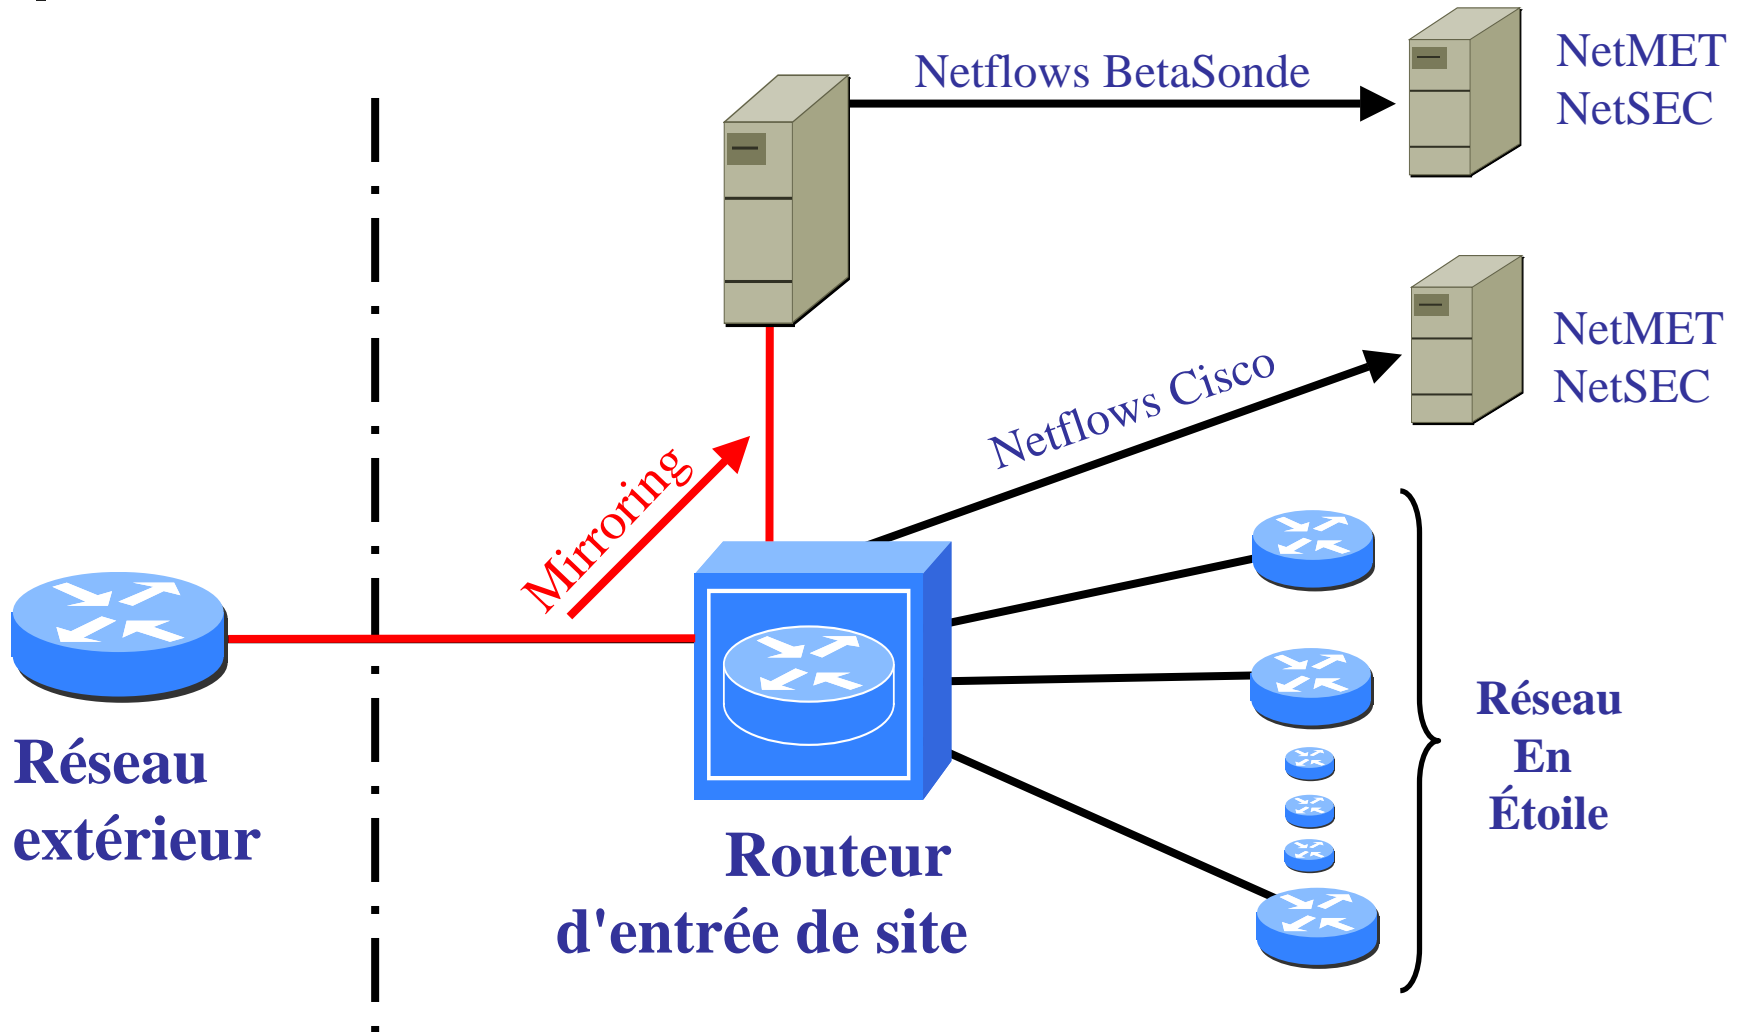 Netflows BetaSonde
NetMET
NetSEC
Netflows Cisco
NetMET
NetSEC
Mirroring
Réseau
extérieur
Routeur
d'entrée de site
Réseau
En
Étoile